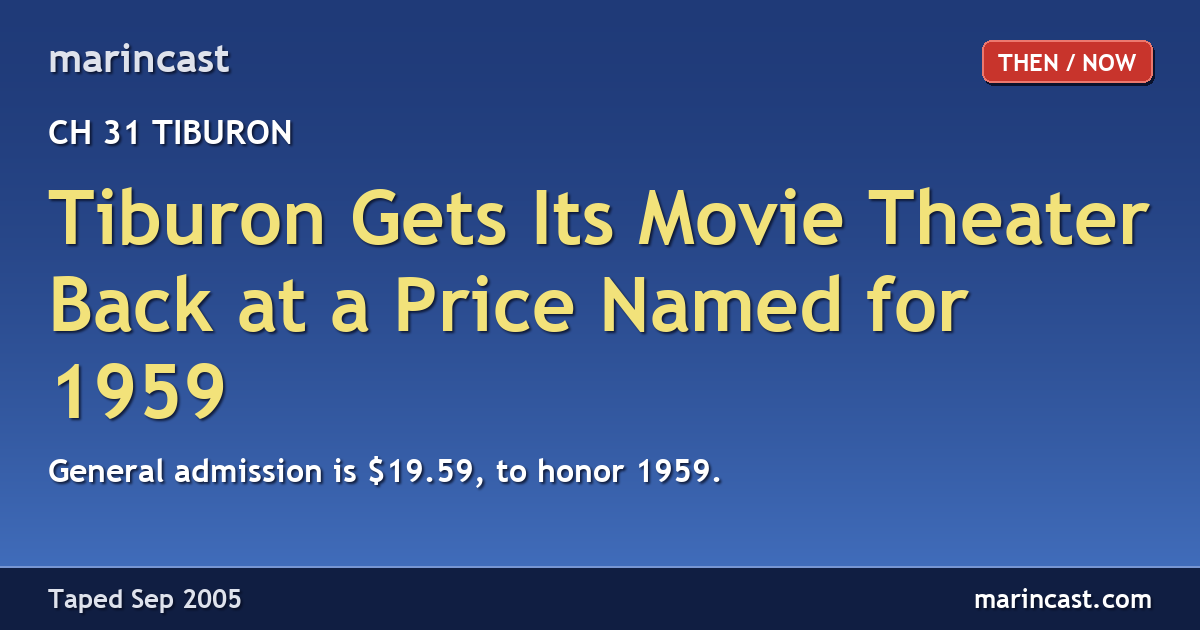 marincast
THEN / NOW
CH 31 TIBURON
Tiburon Gets Its Movie Theater
Back at a Price Named for
1959
General admission is $19.59, to honor 1959.
Taped Sep 2005
marincast.com